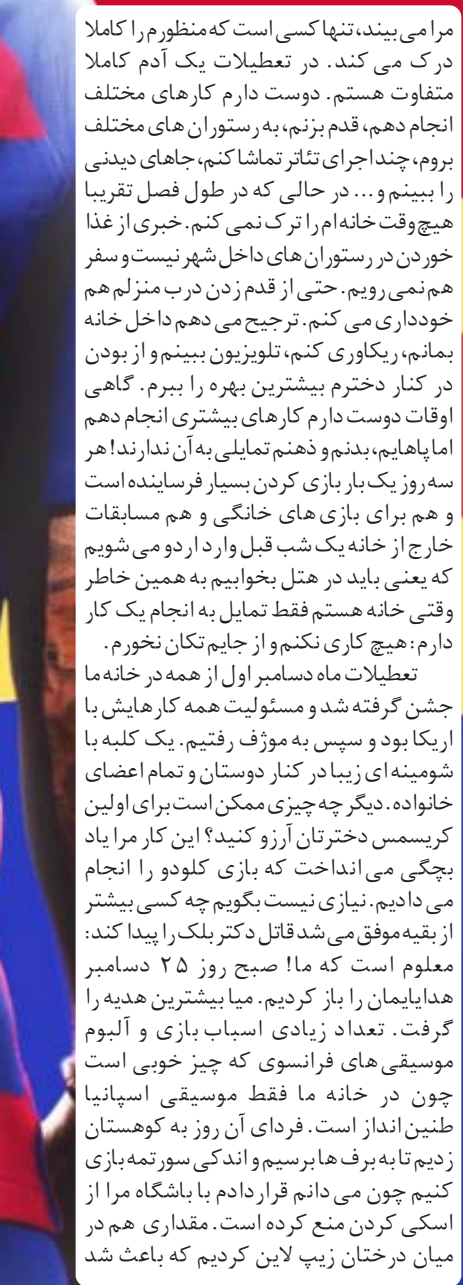 مرا می بیند، تنها کسی است که منظورم را کاملا
درک می کند. در تعطیلات یک آدم کاملا
متفاوت هستم. دوست دارم کارهای مختلف
انجام دهم، قدم بزنم، به رستوران های مختلف
بروم، چند اجرای تئاتر تماشا کنم، جاهای دیدنی
را ببینم و... در حالی که در طول فصل تقریبا
هیچ وقت خانه ام را ترک نمی کنم. خبری از غذا
خوردن در رستوران های داخل شهر نیست و سفر
هم نمی رویم. حتی از قدم زدن درب منزلم هم
خودداری می کنم. ترجیح می دهم داخل خانه
بمانم، ریکاوری کنم، تلویزیون ببینم و از بودن
در کنار دخترم بیشترین بهره را ببرم. گاهی
اوقات دوست دارم کارهای بیشتری انجام دهم
اما پاهایم، بدنم و ذهنم تمایلی به آن ندارند! هر
سه روز یک بار بازی کردن بسیار فرساینده است
و هم برای بازی های خانگی و هم مسابقات
خارج از خانه یک شب قبل وارد اردو می شویم
که یعنی باید در هتل بخوابیم به همین خاطر
وقتی خانه هستم فقط تمایل به انجام یک کار
دارم: هیچ کاری نکنم و از جایم تکان نخورم.
تعطیلات ماه دسامبر اول از همه در خانه ما
جشن گرفته شد و مسئولیت همه کارهایش با
اریکا بود و سپس به موژف رفتیم. یک کلبه با
شومینه ای زیبا در کنار دوستان و تمام اعضای
خانواده. دیگر چه چیزی ممکن است برای اولین
کریسمس دخترتان آرزو کنید؟ این کار مرا یاد
بچگی می انداخت که بازی کلودو را انجام
می دادیم. نیازی نیست بگویم چه کسی بیشتر
از بقیه موفق می شد قاتل دکتر بلک را پیدا کند:
معلوم است که ما! صبح روز ۲۵ دسامبر
هدایایمان را باز کردیم. میا بیشترین هدیه را
گرفت. تعداد زیادی اسباب بازی و آلبوم
موسیقی های فرانسوی که چیز خوبی است
چون در خانه ما فقط موسیقی اسپانیا
طنین انداز است. فردای آن روز به کوهستان
زدیم تا به برف ها برسیم و اندکی سورتمه بازی
کنیم چون می دانم قراردادم با باشگاه مرا از
اسکی کردن منع کرده است. مقداری هم در
میان درختان زیپ لاین کردیم که باعث شد